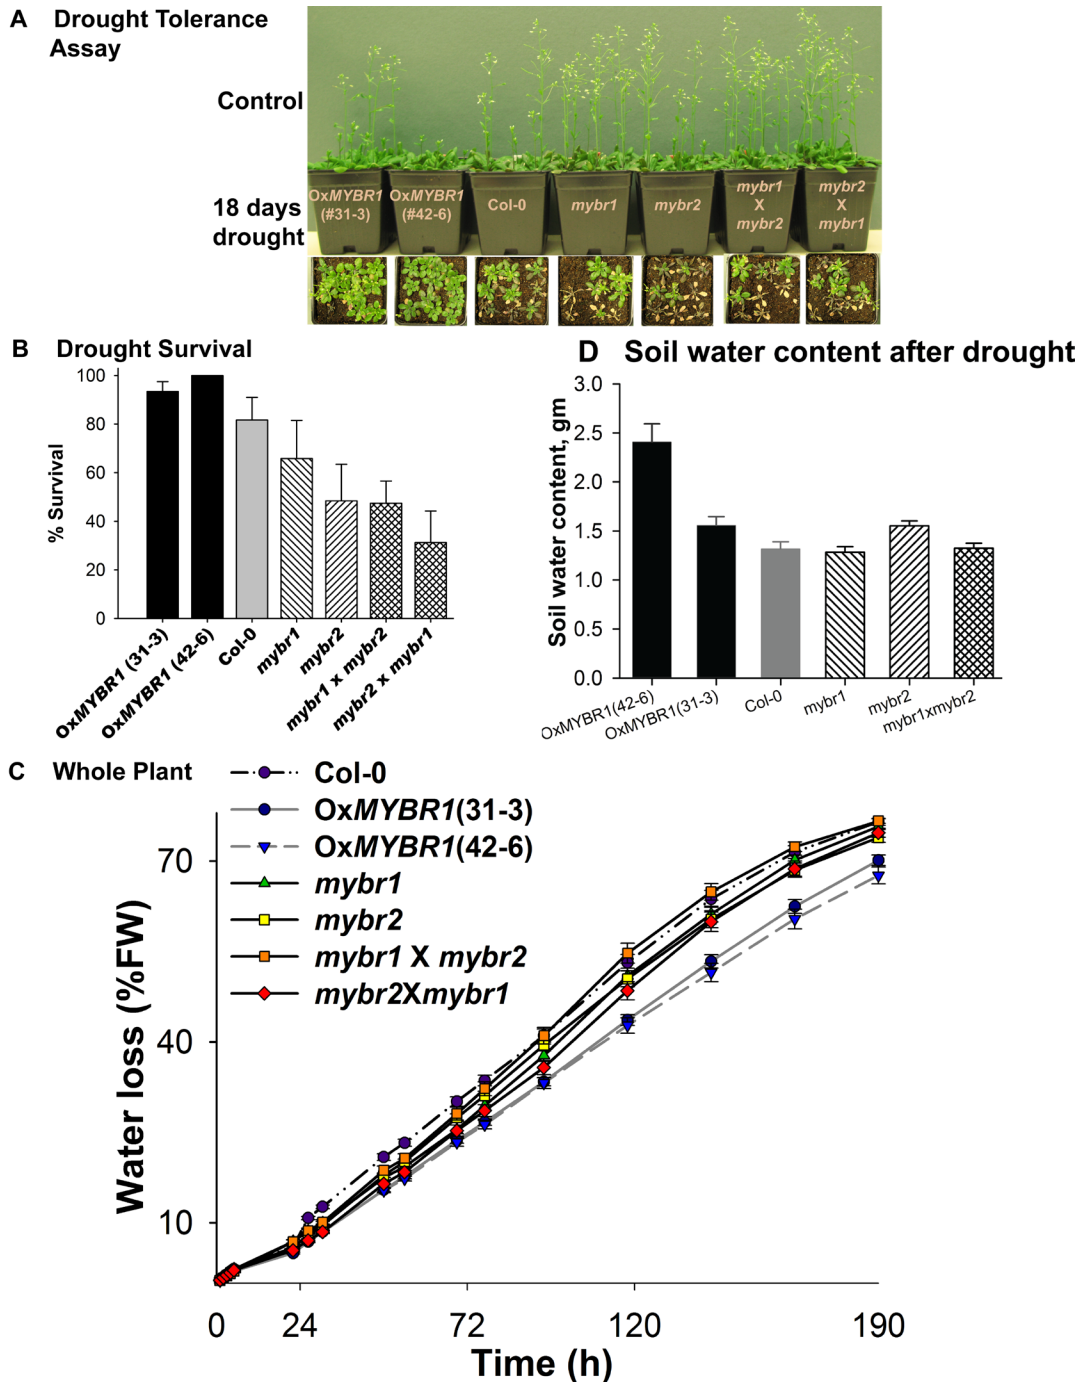 A Drought Tolerance
Assay
Control
18 days
drought
OxMYBR1
(#31-3)
OxMYBR1
(#42-6)
Col-0
mybr1
mybr2
mybr1
X
mybr2
mybr2
X
mybr1
B Drought Survival
% Survival
100
80
60
40
20
0
OxMYBR1 (31-3)
OxMYBR1 (42-6)
Col-0
mybr1
mybr2
mybr1 x mybr2
mybr2 x mybr1
D Soil water content after drought
Soil water content, gm
3.0
2.5
2.0
1.5
1.0
0.5
0.0
OxMYBR1(42-6)
OxMYBR1(31-3)
Col-0
mybr1
mybr2
mybr1xmybr2
C Whole Plant
Col-0
OxMYBR1(31-3)
OxMYBR1(42-6)
mybr1
mybr2
mybr1 X mybr2
mybr2Xmybr1
Water loss (%FW)
70
40
10
0 24 72 120 190
Time (h)